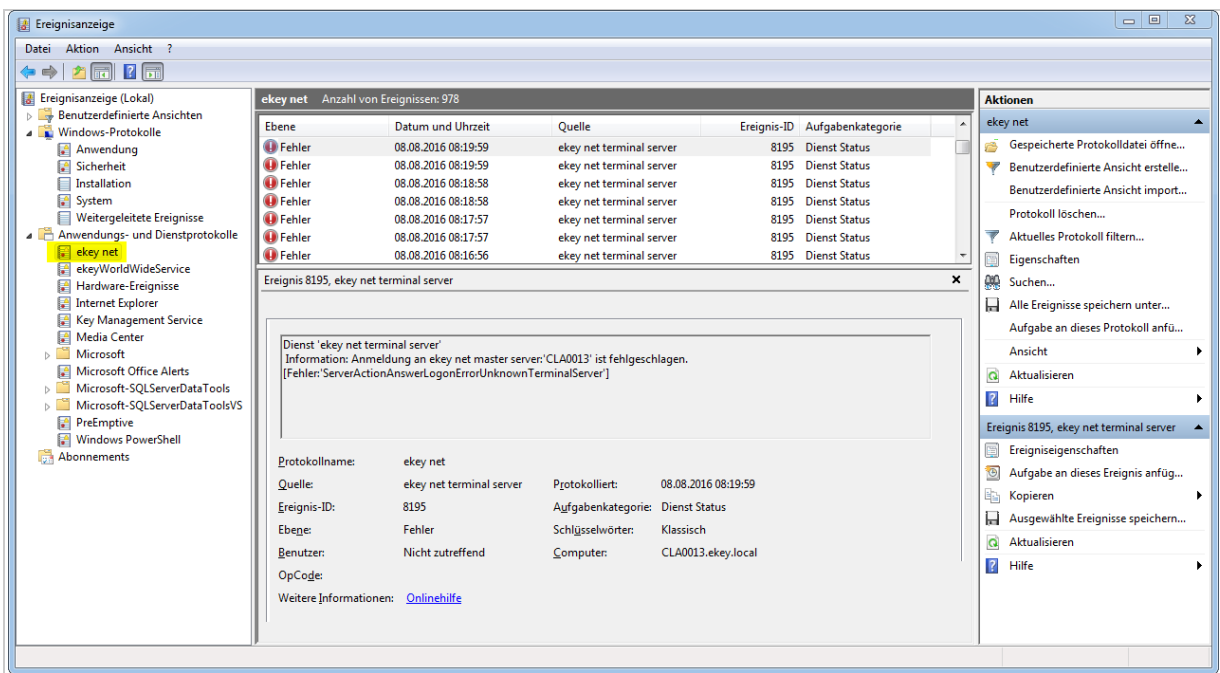 Ereignisanzeige
Datei Aktion Ansicht ?
Ereignisanzeige (Lokal)
Benutzerdefinierte Ansichten
Windows-Protokolle
Anwendung
Sicherheit
Installation
System
Weitergeleitete Ereignisse
Anwendungs- und Dienstprotokolle
ekey net
ekeyWorldWideService
Hardware-Ereignisse
Internet Explorer
Key Management Service
Media Center
Microsoft
Microsoft Office Alerts
Microsoft-SQLServerDataTools
Microsoft-SQLServerDataToolsVS
PreEmptive
Windows PowerShell
Abonnements
ekey net Anzahl von Ereignissen: 978
Ebene Datum und Uhrzeit Quelle Ereignis-ID Aufgabenkategorie
Fehler 08.08.2016 08:19:59 ekey net terminal server 8195 Dienst Status
Fehler 08.08.2016 08:19:59 ekey net terminal server 8195 Dienst Status
Fehler 08.08.2016 08:18:58 ekey net terminal server 8195 Dienst Status
Fehler 08.08.2016 08:18:58 ekey net terminal server 8195 Dienst Status
Fehler 08.08.2016 08:17:57 ekey net terminal server 8195 Dienst Status
Fehler 08.08.2016 08:17:57 ekey net terminal server 8195 Dienst Status
Fehler 08.08.2016 08:16:56 ekey net terminal server 8195 Dienst Status
Ereignis 8195, ekey net terminal server
Dienst 'ekey net terminal server'
Information: Anmeldung an ekey net master server:'CLA0013' ist fehlgeschlagen.
[Fehler:'ServerActionAnswerLogonErrorUnknownTerminalServer']
Protokollname: ekey net
Quelle: ekey net terminal server Protokolliert: 08.08.2016 08:19:59
Ereignis-ID: 8195 Aufgabenkategorie: Dienst Status
Ebene: Fehler Schlüsselwörter: Klassisch
Benutzer: Nicht zutreffend Computer: CLA0013.ekey.local
OpCode:
Weitere Informationen: Onlinehilfe
Aktionen
ekey net
Gespeicherte Protokolldatei öffne...
Benutzerdefinierte Ansicht erstelle...
Benutzerdefinierte Ansicht import...
Protokoll löschen...
Aktuelles Protokoll filtern...
Eigenschaften
Suchen...
Alle Ereignisse speichern unter...
Aufgabe an dieses Protokoll anfü...
Ansicht
Aktualisieren
Hilfe
Ereignis 8195, ekey net terminal server
Ereigniseigenschaften
Aufgabe an dieses Ereignis anfüg...
Kopieren
Ausgewählte Ereignisse speichern...
Aktualisieren
Hilfe